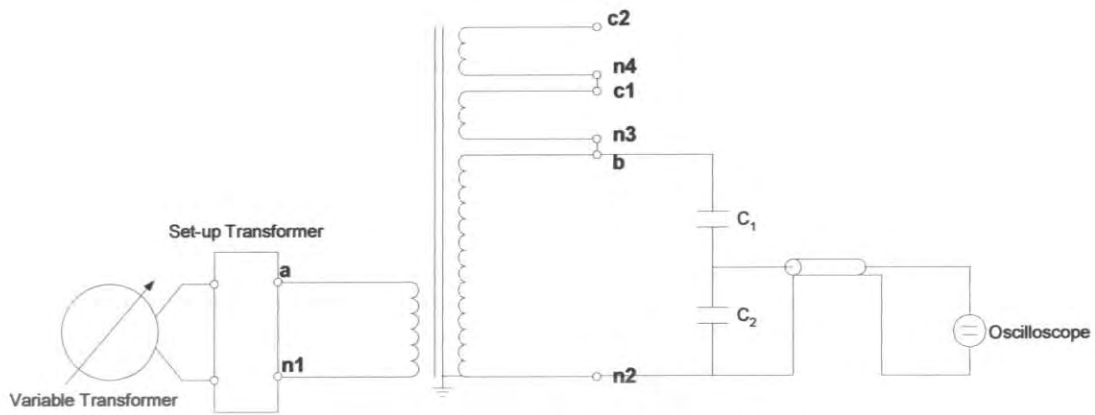 c2
n4
c1
n3
b
C1
Set-up Transformer
a
C2
Oscilloscope
n1
n2
Variable Transformer